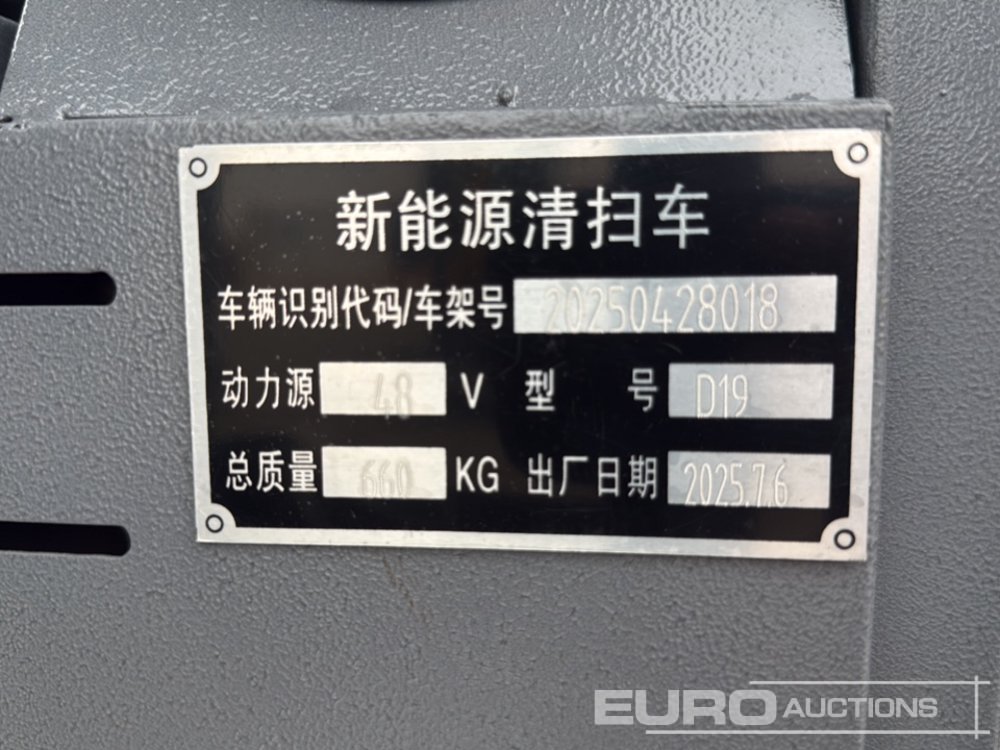 新能源清扫车
车辆识别代码/车架号 20250428018
动力源 48 V 型 号 D19
总质量 660 KG 出厂日期 2025.7.6
EURO AUCTIONS